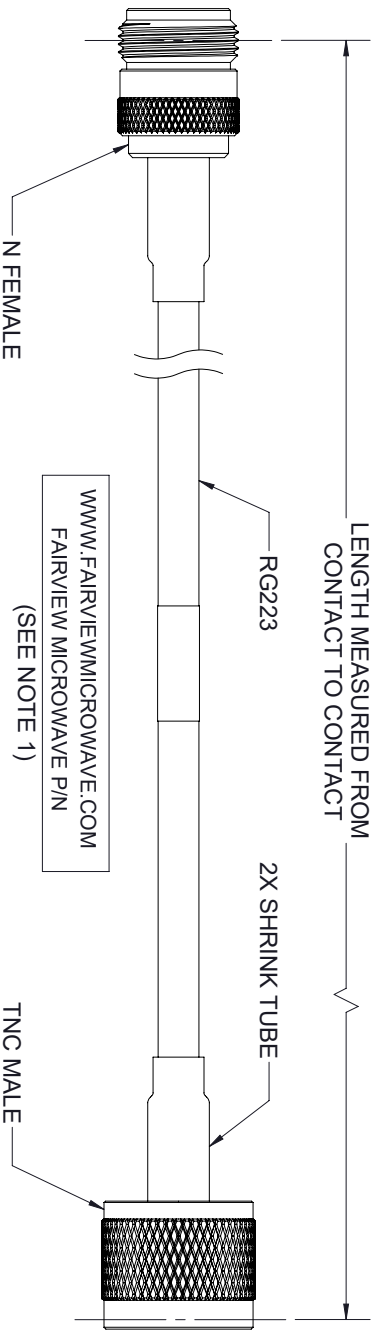 LENGTH MEASURED FROM
CONTACT TO CONTACT
RG223
2X SHRINK TUBE
N FEMALE
WWW.FAIRVIEWMICROWAVE.COM
FAIRVIEW MICROWAVE P/N
(SEE NOTE 1)
TNC MALE